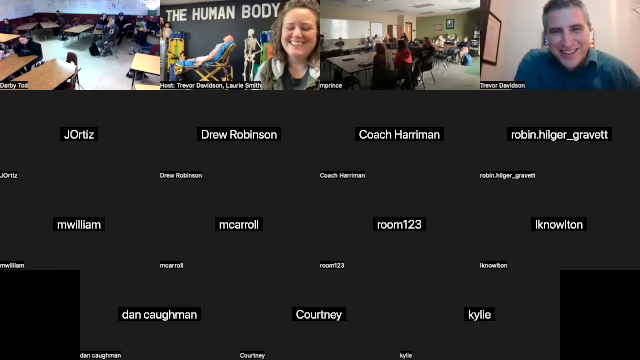 THE HUMAN BODY
Darby Tod
Host: Trevor Davidson, Laurie Smith
mprince
Trevor Davidson
JOrtiz
Drew Robinson
Coach Harriman
robin.hilger_gravett
JOrtiz
Drew Robinson
Coach Harriman
robin.hilger_gravett
mwilliam
mcarroll
room123
lknowlton
mwilliam
mcarroll
room123
lknowlton
dan caughman
Courtney
kylie
dan caughman
Courtney
kylie